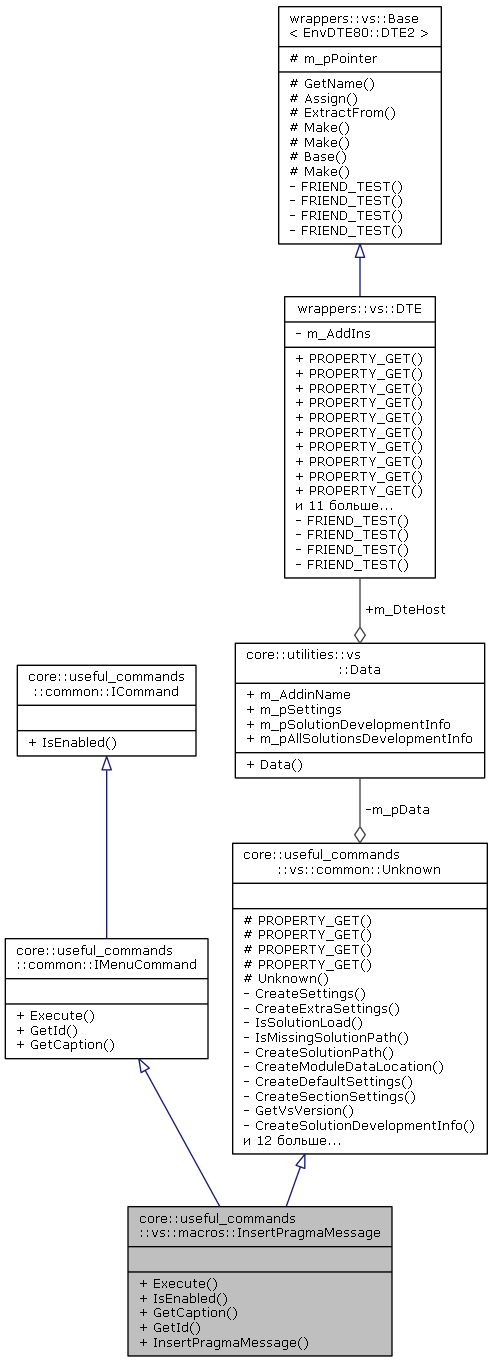 wrappers::vs::Base
< EnvDTE80::DTE2 >
# m_pPointer
# GetName()
# Assign()
# ExtractFrom()
# Make()
# Make()
# Base()
# Make()
- FRIEND_TEST()
- FRIEND_TEST()
- FRIEND_TEST()
- FRIEND_TEST()
wrappers::vs::DTE
- m_AddIns
+ PROPERTY_GET()
+ PROPERTY_GET()
+ PROPERTY_GET()
+ PROPERTY_GET()
+ PROPERTY_GET()
+ PROPERTY_GET()
+ PROPERTY_GET()
+ PROPERTY_GET()
+ PROPERTY_GET()
+ PROPERTY_GET()
и 11 больше...
- FRIEND_TEST()
- FRIEND_TEST()
- FRIEND_TEST()
- FRIEND_TEST()
+m_DteHost
core::utilities::vs
::Data
+ m_AddinName
+ m_pSettings
+ m_pSolutionDevelopmentInfo
+ m_pAllSolutionsDevelopmentInfo
+ Data()
core::useful_commands
::common::ICommand
+ IsEnabled()
-m_pData
core::useful_commands
::vs::common::Unknown
# PROPERTY_GET()
# PROPERTY_GET()
# PROPERTY_GET()
# PROPERTY_GET()
# Unknown()
- CreateSettings()
- CreateExtraSettings()
- IsSolutionLoad()
- IsMissingSolutionPath()
- CreateSolutionPath()
- CreateModuleDataLocation()
- CreateDefaultSettings()
- CreateSectionSettings()
- GetVsVersion()
- CreateSolutionDevelopmentInfo()
и 12 больше...
core::useful_commands
::common::IMenuCommand
+ Execute()
+ GetId()
+ GetCaption()
core::useful_commands
::vs::macros::InsertPragmaMessage
+ Execute()
+ IsEnabled()
+ GetCaption()
+ GetId()
+ InsertPragmaMessage()